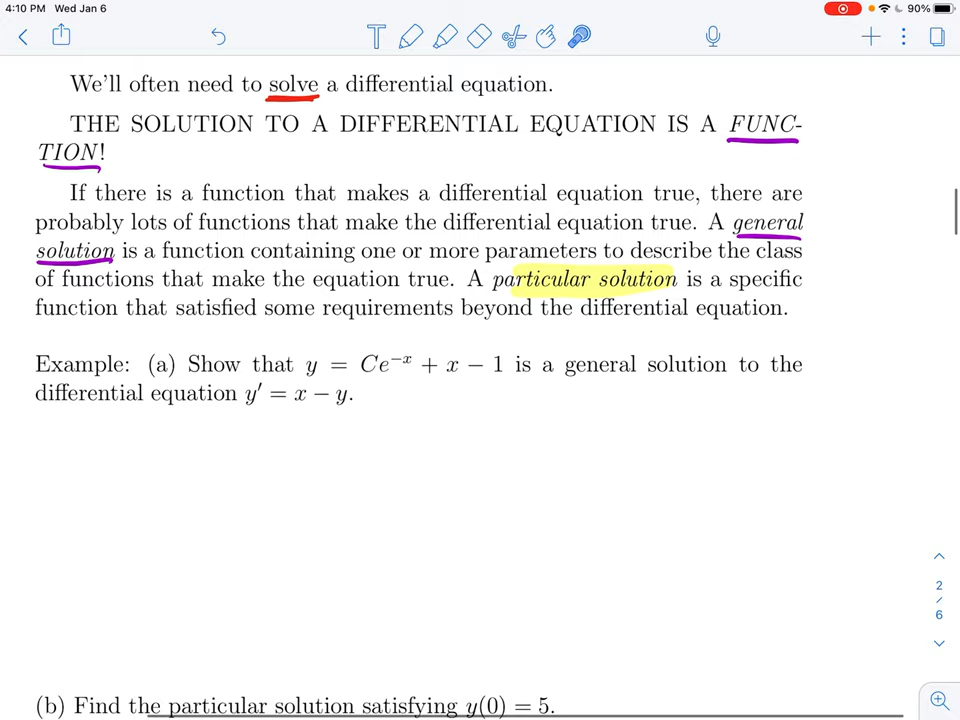 4:10 PM Wed Jan 6
90%
We'll often need to solve a differential equation.
THE SOLUTION TO A DIFFERENTIAL EQUATION IS A FUNC-
TION!
If there is a function that makes a differential equation true, there are
probably lots of functions that make the differential equation true. A general
solution is a function containing one or more parameters to describe the class
of functions that make the equation true. A particular solution is a specific
function that satisfied some requirements beyond the differential equation.
Example: (a) Show that y = Ce^{-x} + x − 1 is a general solution to the
differential equation y′ = x − y.
2
/
6
(b) Find the particular solution satisfying y(0) = 5.